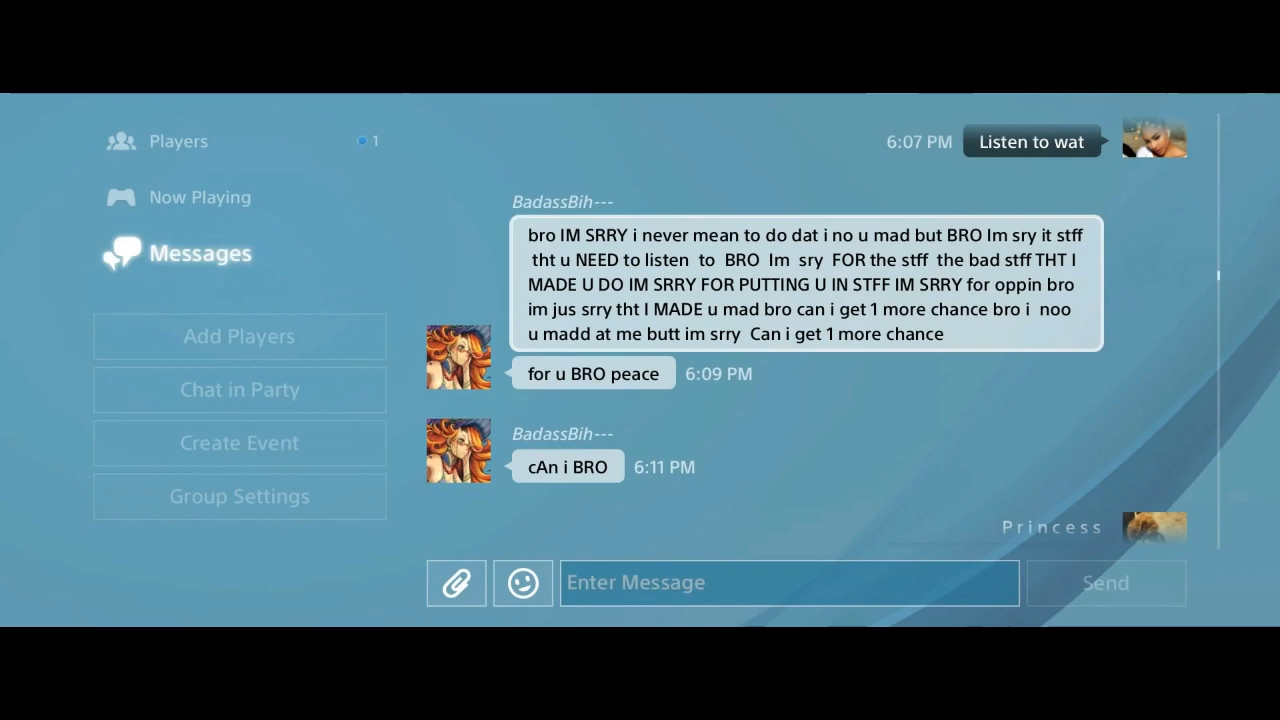 Players
1
Now Playing
Messages
Add Players
Chat in Party
Create Event
Group Settings
6:07 PM
Listen to wat
BadassBih---
bro IM SRRY i never mean to do dat i no u mad but BRO Im sry it stff
tht u NEED to listen to BRO Im sry FOR the stff the bad stff THT I
MADE U DO IM SRRY FOR PUTTING U IN STFF IM SRRY for oppin bro
im jus srry tht I MADE u mad bro can i get 1 more chance bro i noo
u madd at me butt im srry Can i get 1 more chance
for u BRO peace
6:09 PM
BadassBih---
cAn i BRO
6:11 PM
Princess
Enter Message
Send